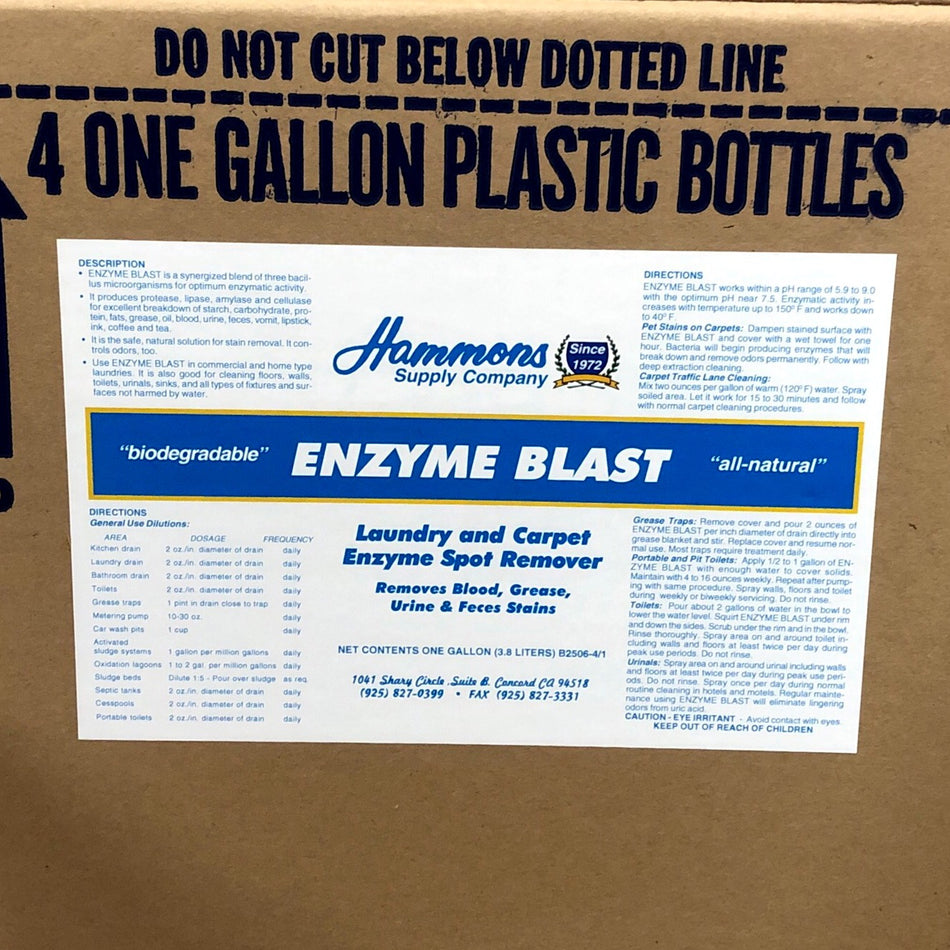 DO NOT CUT BELOW DOTTED LINE
4 ONE GALLON PLASTIC BOTTLES
DESCRIPTION
• ENZYME BLAST is a synergized blend of three bacil-
lus microorganisms for optimum enzymatic activity.
• It produces protease, lipase, amylase and cellulase
for excellent breakdown of starch, carbohydrate, pro-
tein, fats, grease, oil, blood, urine, feces, vomit, lipstick,
ink, coffee and tea.
• It is the safe, natural solution for stain removal. It con-
trols odors, too.
• Use ENZYME BLAST in commercial and home type
laundries. It is also good for cleaning floors, walls,
toilets, urinals, sinks, and all types of fixtures and sur-
faces not harmed by water.
Hammons
Supply Company
Since
1972
DIRECTIONS
ENZYME BLAST works within a pH range of 5.9 to 9.0
with the optimum pH near 7.5. Enzymatic activity in-
creases with temperature up to 150° F and works down
to 40° F.
Pet Stains on Carpets: Dampen stained surface with
ENZYME BLAST and cover with a wet towel for one
hour. Bacteria will begin producing enzymes that will
break down and remove odors permanently. Follow with
deep extraction cleaning.
Carpet Traffic Lane Cleaning:
Mix two ounces per gallon of warm (120° F) water. Spray
soiled area. Let it work for 15 to 30 minutes and follow
with normal carpet cleaning procedures.
"biodegradable" ENZYME BLAST "all-natural"
DIRECTIONS
General Use Dilutions:
AREA DOSAGE FREQUENCY
Kitchen drain 2 oz./in. diameter of drain daily
Laundry drain 2 oz./in. diameter of drain daily
Bathroom drain 2 oz./in. diameter of drain daily
Toilets 2 oz./in. diameter of drain daily
Grease traps 1 pint in drain close to trap daily
Metering pump 10-30 oz. daily
Car wash pits 1 cup daily
Activated
sludge systems 1 gallon per million gallons daily
Oxidation lagoons 1 to 2 gal. per million gallons daily
Sludge beds Dilute 1:5 - Pour over sludge as req.
Septic tanks 2 oz./in. diameter of drain daily
Cesspools 2 oz./in. diameter of drain daily
Portable toilets 2 oz./in. diameter of drain daily
Laundry and Carpet
Enzyme Spot Remover
Removes Blood, Grease,
Urine & Feces Stains
NET CONTENTS ONE GALLON (3.8 LITERS) B2506-4/1
1041 Shary Circle, Suite B, Concord CA 94518
(925) 827-0399 • FAX (925) 827-3331
Grease Traps: Remove cover and pour 2 ounces of
ENZYME BLAST per inch diameter of drain directly into
grease blanket and stir. Replace cover and resume nor-
mal use. Most traps require treatment daily.
Portable and Pit Toilets: Apply 1/2 to 1 gallon of EN-
ZYME BLAST with enough water to cover solids.
Maintain with 4 to 16 ounces weekly. Repeat after pump-
ing with same procedure. Spray walls, floors and toilet
during weekly or biweekly servicing. Do not rinse.
Toilets: Pour about 2 gallons of water in the bowl to
lower the water level. Squirt ENZYME BLAST under rim
and down the sides. Scrub under the rim and in the bowl.
Rinse thoroughly. Spray area on and around toilet in-
cluding walls and floors at least twice per day during
peak use periods. Do not rinse.
Urinals: Spray area on and around urinal including walls
and floors at least twice per day during peak use peri-
ods. Do not rinse. Spray once per day during normal
routine cleaning in hotels and motels. Regular mainte-
nance using ENZYME BLAST will eliminate lingering
odors from uric acid.
CAUTION - EYE IRRITANT - Avoid contact with eyes.
KEEP OUT OF REACH OF CHILDREN